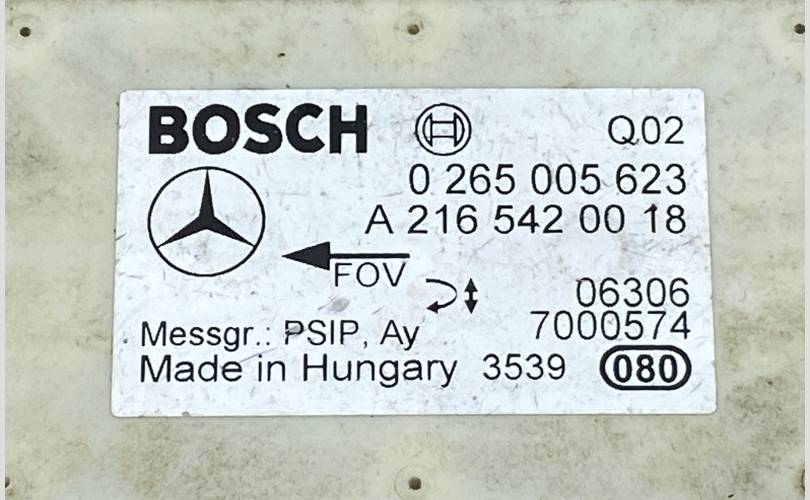 BOSCH Q02
0 265 005 623
A 216 542 00 18
FOV
06306
7000574
Messgr.: PSIP, Ay
Made in Hungary 3539 080